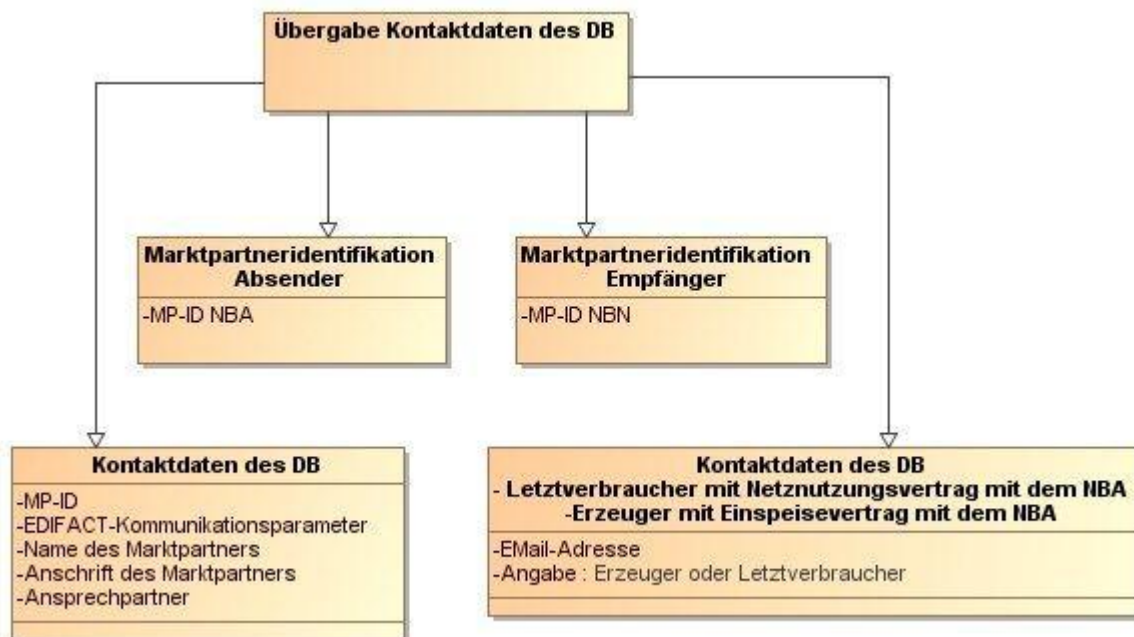 Übergabe Kontaktdaten des DB
Marktpartneridentifikation
Absender
-MP-ID NBA
Marktpartneridentifikation
Empfänger
-MP-ID NBN
Kontaktdaten des DB
-MP-ID
-EDIFACT-Kommunikationsparameter
-Name des Marktpartners
-Anschrift des Marktpartners
-Ansprechpartner
Kontaktdaten des DB
- Letztverbraucher mit Netznutzungsvertrag mit dem NBA
-Erzeuger mit Einspeisevertrag mit dem NBA
-EMail-Adresse
-Angabe : Erzeuger oder Letztverbraucher